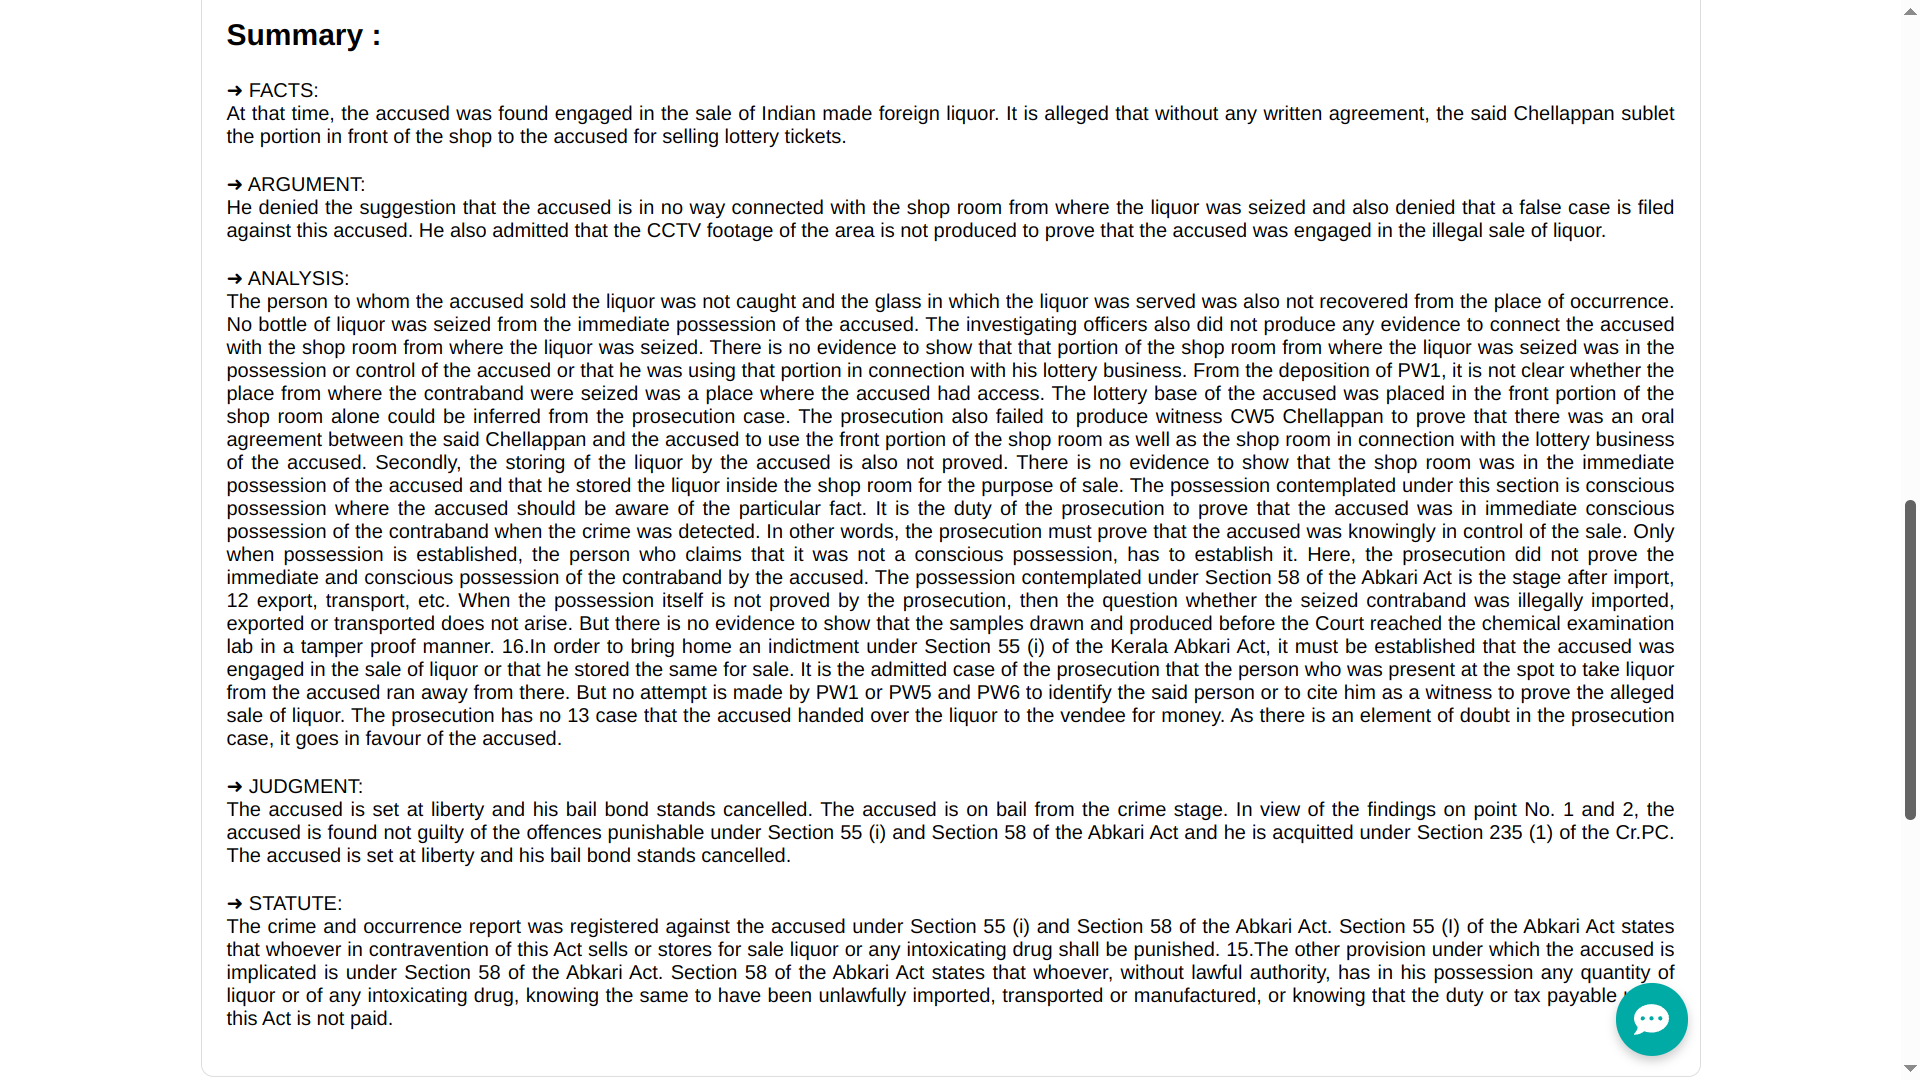 Summary :
➜ FACTS:
At that time, the accused was found engaged in the sale of Indian made foreign liquor. It is alleged that without any written agreement, the said Chellappan sublet
the portion in front of the shop to the accused for selling lottery tickets.
➜ ARGUMENT:
He denied the suggestion that the accused is in no way connected with the shop room from where the liquor was seized and also denied that a false case is filed
against this accused. He also admitted that the CCTV footage of the area is not produced to prove that the accused was engaged in the illegal sale of liquor.
➜ ANALYSIS:
The person to whom the accused sold the liquor was not caught and the glass in which the liquor was served was also not recovered from the place of occurrence.
No bottle of liquor was seized from the immediate possession of the accused. The investigating officers also did not produce any evidence to connect the accused
with the shop room from where the liquor was seized. There is no evidence to show that that portion of the shop room from where the liquor was seized was in the
possession or control of the accused or that he was using that portion in connection with his lottery business. From the deposition of PW1, it is not clear whether the
place from where the contraband were seized was a place where the accused had access. The lottery base of the accused was placed in the front portion of the
shop room alone could be inferred from the prosecution case. The prosecution also failed to produce witness CW5 Chellappan to prove that there was an oral
agreement between the said Chellappan and the accused to use the front portion of the shop room as well as the shop room in connection with the lottery business
of the accused. Secondly, the storing of the liquor by the accused is also not proved. There is no evidence to show that the shop room was in the immediate
possession of the accused and that he stored the liquor inside the shop room for the purpose of sale. The possession contemplated under this section is conscious
possession where the accused should be aware of the particular fact. It is the duty of the prosecution to prove that the accused was in immediate conscious
possession of the contraband when the crime was detected. In other words, the prosecution must prove that the accused was knowingly in control of the sale. Only
when possession is established, the person who claims that it was not a conscious possession, has to establish it. Here, the prosecution did not prove the
immediate and conscious possession of the contraband by the accused. The possession contemplated under Section 58 of the Abkari Act is the stage after import,
12 export, transport, etc. When the possession itself is not proved by the prosecution, then the question whether the seized contraband was illegally imported,
exported or transported does not arise. But there is no evidence to show that the samples drawn and produced before the Court reached the chemical examination
lab in a tamper proof manner. 16.In order to bring home an indictment under Section 55 (i) of the Kerala Abkari Act, it must be established that the accused was
engaged in the sale of liquor or that he stored the same for sale. It is the admitted case of the prosecution that the person who was present at the spot to take liquor
from the accused ran away from there. But no attempt is made by PW1 or PW5 and PW6 to identify the said person or to cite him as a witness to prove the alleged
sale of liquor. The prosecution has no 13 case that the accused handed over the liquor to the vendee for money. As there is an element of doubt in the prosecution
case, it goes in favour of the accused.
➜ JUDGMENT:
The accused is set at liberty and his bail bond stands cancelled. The accused is on bail from the crime stage. In view of the findings on point No. 1 and 2, the
accused is found not guilty of the offences punishable under Section 55 (i) and Section 58 of the Abkari Act and he is acquitted under Section 235 (1) of the Cr.PC.
The accused is set at liberty and his bail bond stands cancelled.
➜ STATUTE:
The crime and occurrence report was registered against the accused under Section 55 (i) and Section 58 of the Abkari Act. Section 55 (I) of the Abkari Act states
that whoever in contravention of this Act sells or stores for sale liquor or any intoxicating drug shall be punished. 15.The other provision under which the accused is
implicated is under Section 58 of the Abkari Act. Section 58 of the Abkari Act states that whoever, without lawful authority, has in his possession any quantity of
liquor or of any intoxicating drug, knowing the same to have been unlawfully imported, transported or manufactured, or knowing that the duty or tax payable
this Act is not paid.